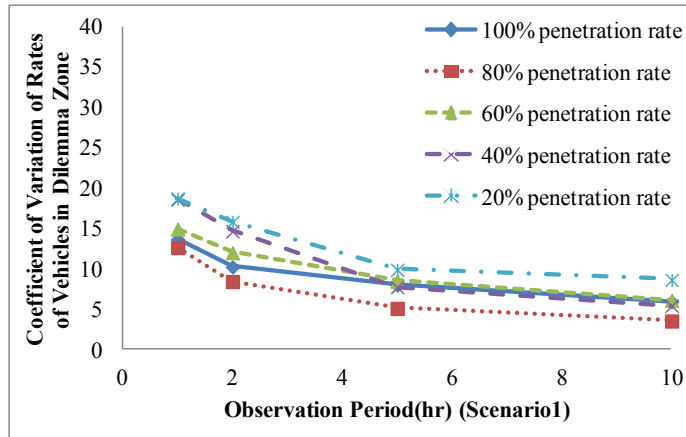 Coefficient of Variation of Rates
of Vehicles in Dilemma Zone
40
35
30
25
20
15
10
5
0
100% penetration rate
80% penetration rate
60% penetration rate
40% penetration rate
20% penetration rate
0 2 4 6 8 10
Observation Period(hr) (Scenario1)